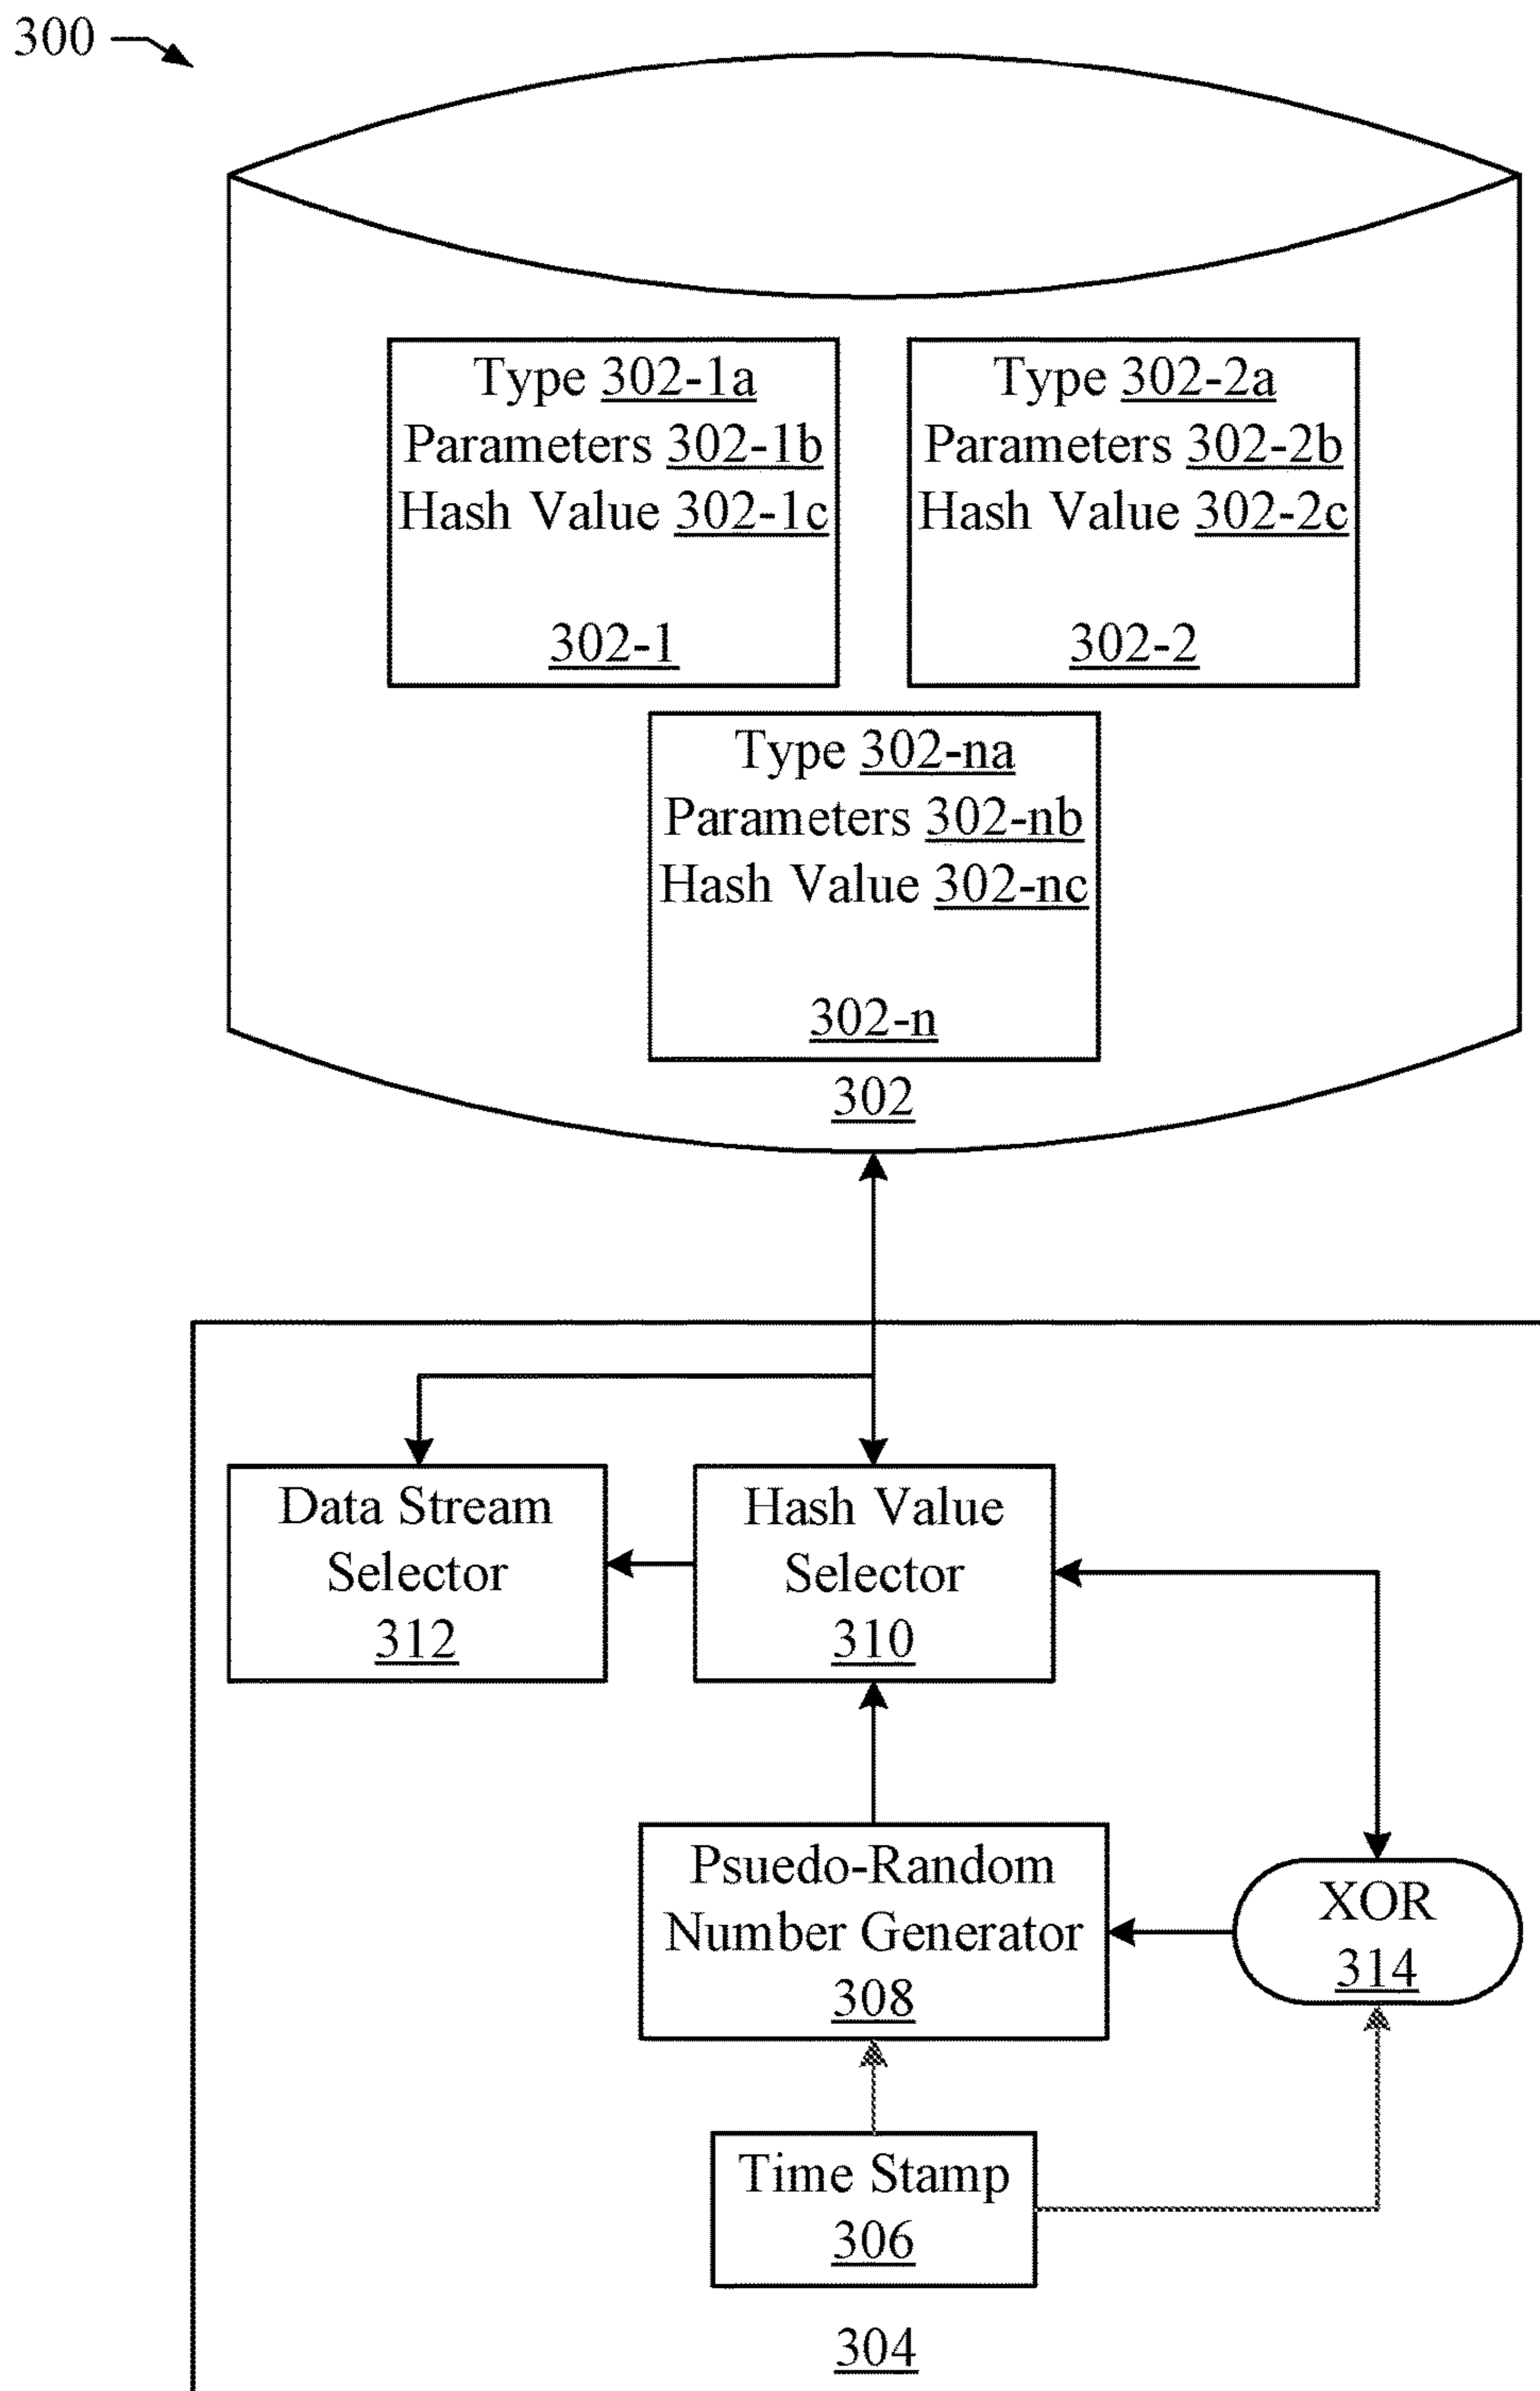 300
Type 302-1a
Parameters 302-1b
Hash Value 302-1c
302-1
Type 302-2a
Parameters 302-2b
Hash Value 302-2c
302-2
Type 302-na
Parameters 302-nb
Hash Value 302-nc
302-n
302
Data Stream
Selector
312
Hash Value
Selector
310
Psuedo-Random
Number Generator
308
XOR
314
Time Stamp
306
304